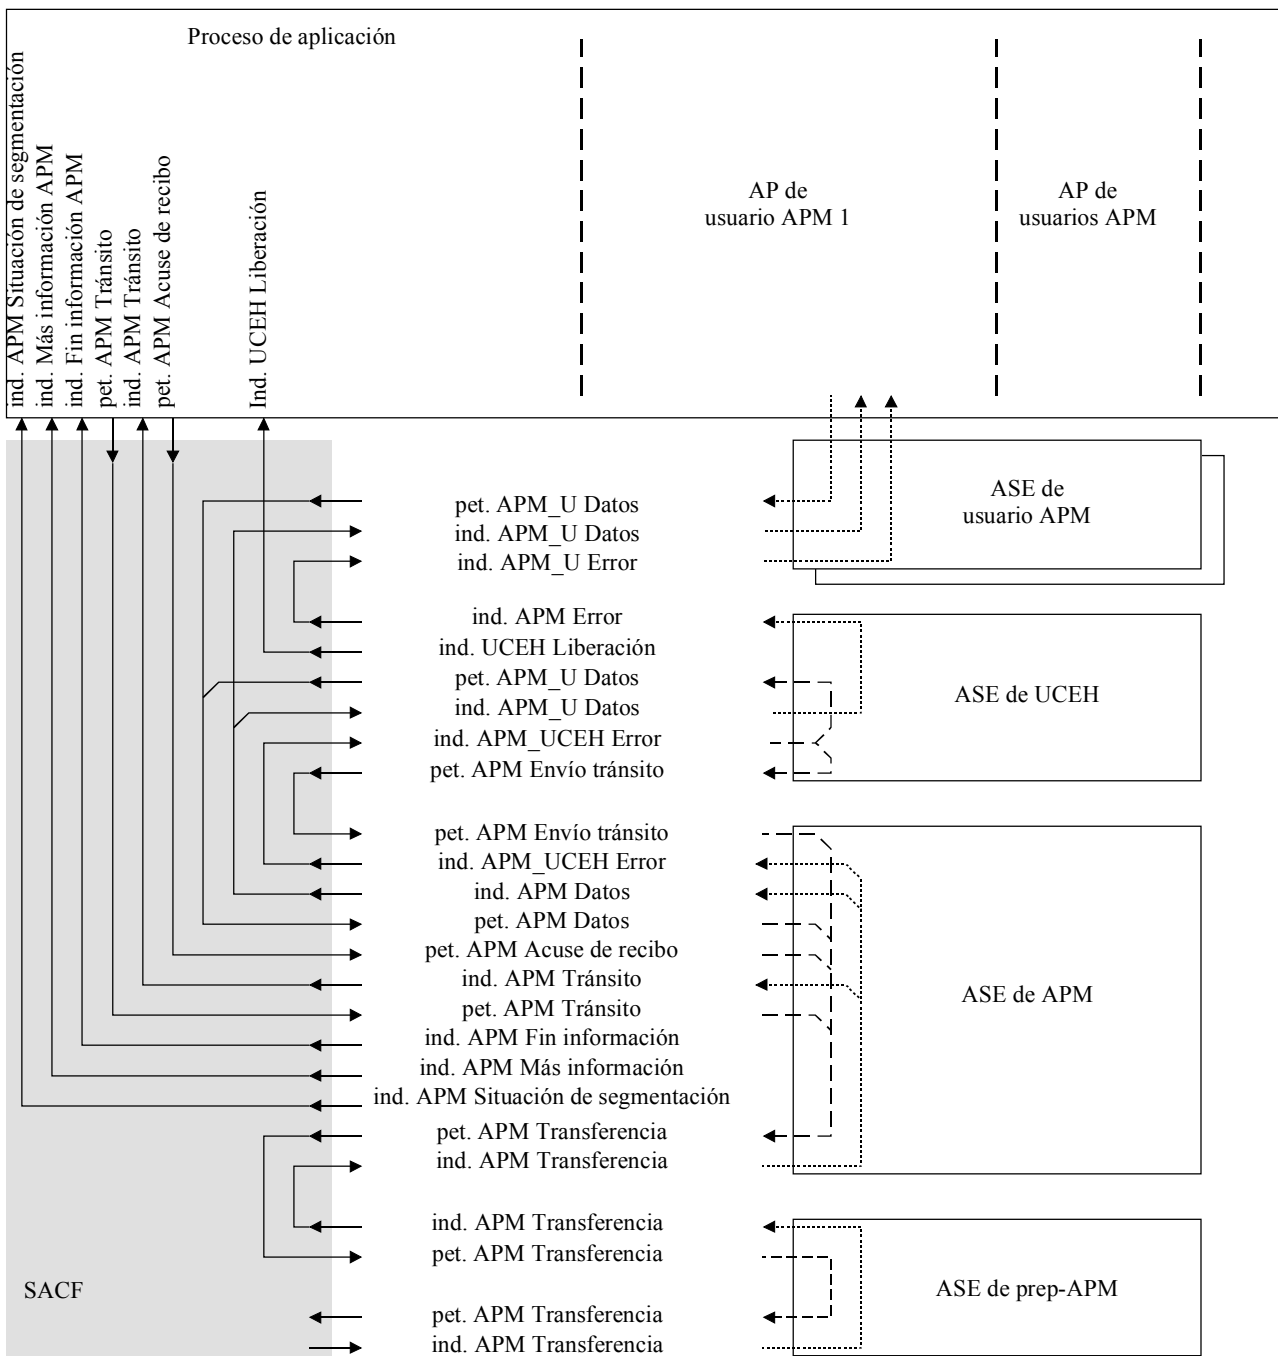 Proceso de aplicación
ind. APM Situación de segmentación
ind. Más información APM
ind. Fin información APM
pet. APM Tránsito
ind. APM Tránsito
pet. APM Acuse de recibo
Ind. UCEH Liberación
AP de
usuario APM 1
AP de
usuarios APM
ASE de
usuario APM
pet. APM_U Datos
ind. APM_U Datos
ind. APM_U Error
ind. APM Error
ind. UCEH Liberación
pet. APM_U Datos
ind. APM_U Datos
ind. APM_UCEH Error
pet. APM Envío tránsito
ASE de UCEH
pet. APM Envío tránsito
ind. APM_UCEH Error
ind. APM Datos
pet. APM Datos
pet. APM Acuse de recibo
ind. APM Tránsito
pet. APM Tránsito
ind. APM Fin información
ind. APM Más información
ind. APM Situación de segmentación
pet. APM Transferencia
ind. APM Transferencia
ASE de APM
ind. APM Transferencia
pet. APM Transferencia
ASE de prep-APM
SACF
pet. APM Transferencia
ind. APM Transferencia